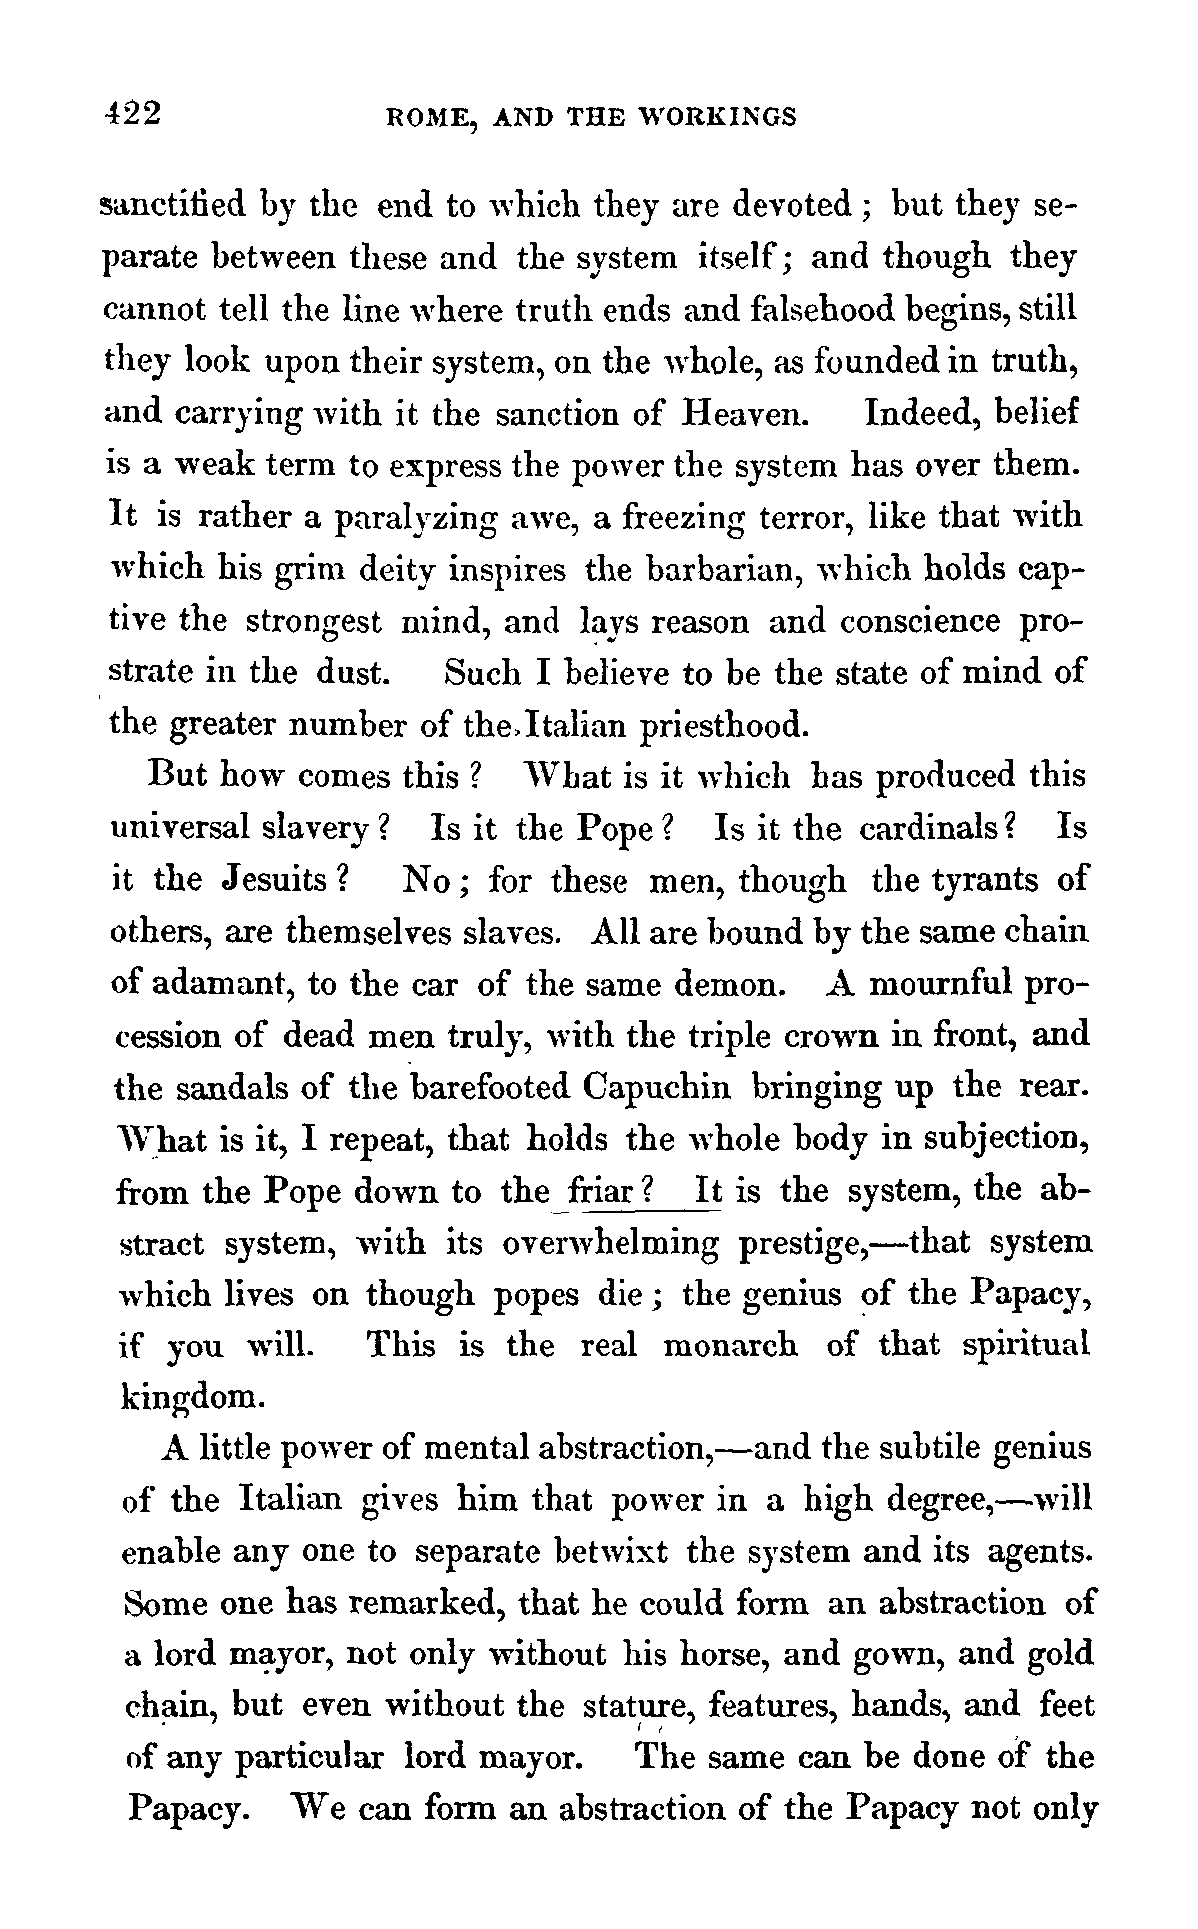 422 ROME, AND THE WORKINGS
sanctified by the end to which they are devoted ; but they se-
parate between these and the system itself; and though they
cannot tell the line where truth ends and falsehood begins, still
they look upon their system, on the whole, as founded in truth,
and carrying with it the sanction of Heaven. Indeed, belief
is a weak term to express the power the system has over them.
It is rather a paralyzing awe, a freezing terror, like that with
which his grim deity inspires the barbarian, which holds cap-
tive the strongest mind, and lays reason and conscience pro-
strate in the dust. Such I believe to be the state of mind of
the greater number of the Italian priesthood.
But how comes this ? What is it which has produced this
universal slavery ? Is it the Pope ? Is it the cardinals ? Is
it the Jesuits ? No ; for these men, though the tyrants of
others, are themselves slaves. All are bound by the same chain
of adamant, to the car of the same demon. A mournful pro-
cession of dead men truly, with the triple crown in front, and
the sandals of the barefooted Capuchin bringing up the rear.
What is it, I repeat, that holds the whole body in subjection,
from the Pope down to the friar ? It is the system, the ab-
stract system, with its overwhelming prestige,—that system
which lives on though popes die ; the genius of the Papacy,
if you will. This is the real monarch of that spiritual
kingdom.
A little power of mental abstraction,—and the subtile genius
of the Italian gives him that power in a high degree,—will
enable any one to separate betwixt the system and its agents.
Some one has remarked, that he could form an abstraction of
a lord mayor, not only without his horse, and gown, and gold
chain, but even without the stature, features, hands, and feet
of any particular lord mayor. The same can be done of the
Papacy. We can form an abstraction of the Papacy not only